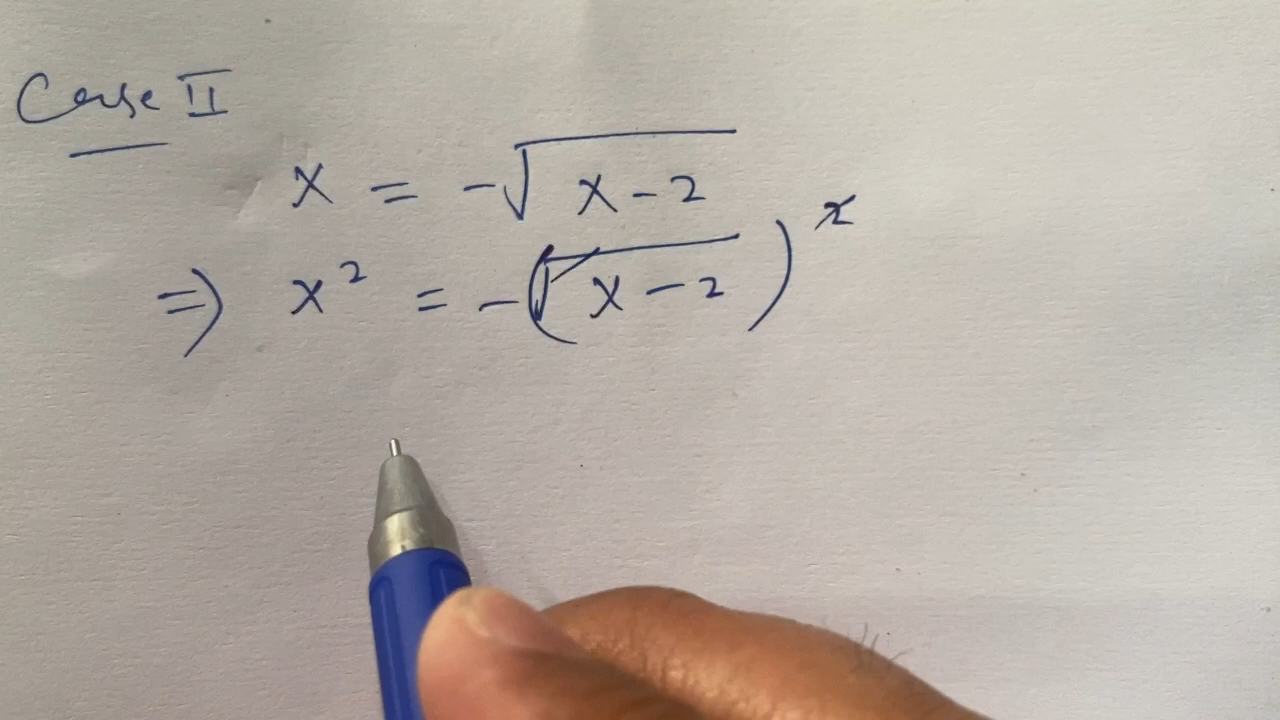 Case II
x = -√x-2
⇒ x² = -(√x-2)²